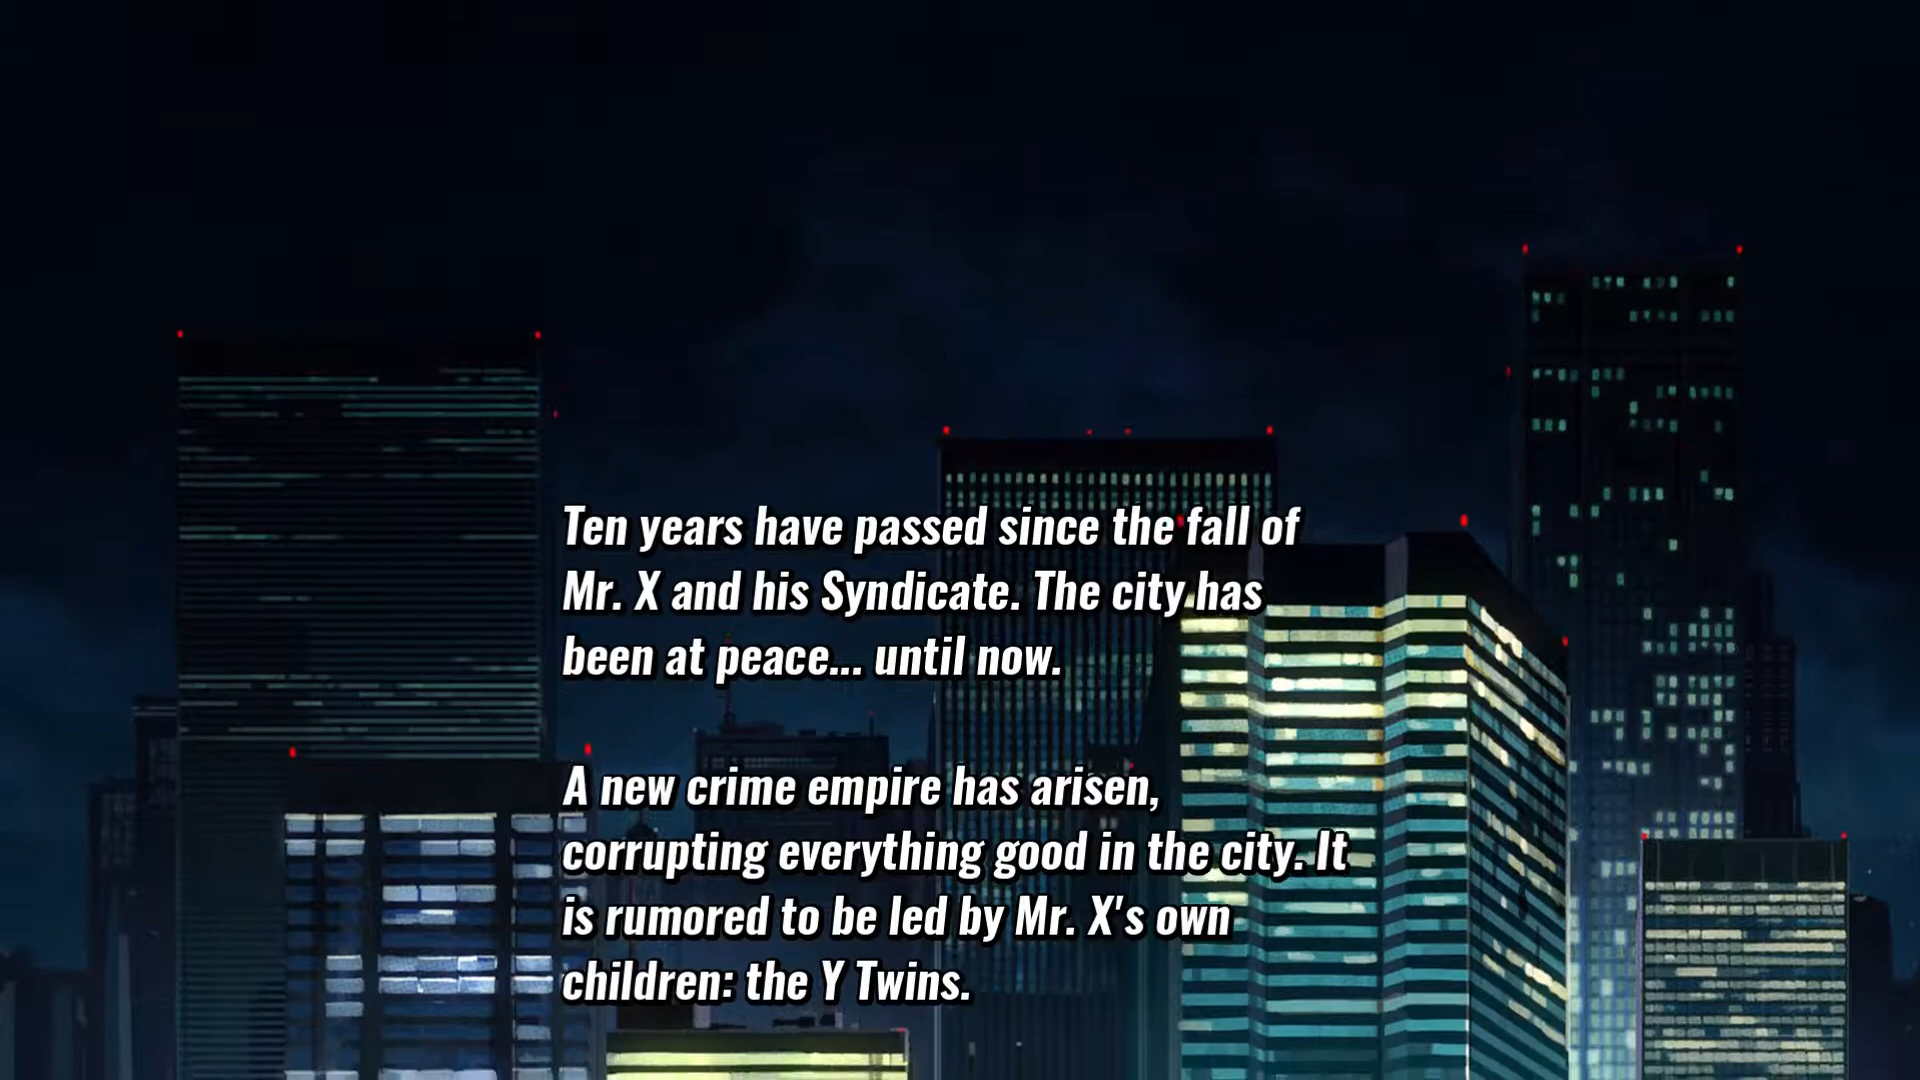 Ten years have passed since the fall of
Mr. X and his Syndicate. The city has
been at peace... until now.
A new crime empire has arisen,
corrupting everything good in the city. It
is rumored to be led by Mr. X's own
children: the Y Twins.